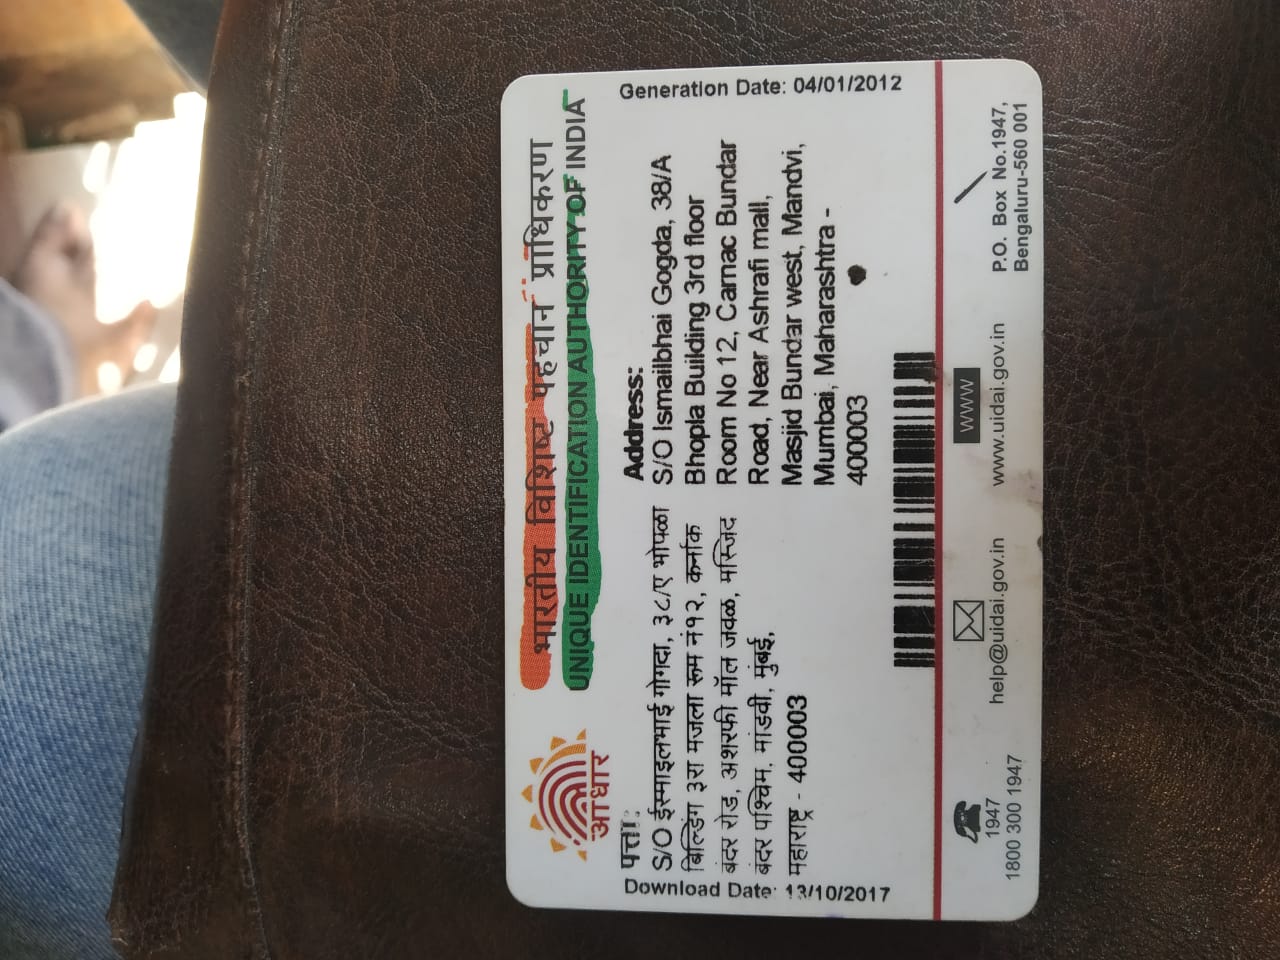 भारतीय विशिष्ट पहचान प्राधिकरण
UNIQUE IDENTIFICATION AUTHORITY OF INDIA
आधार
Generation Date: 04/01/2012
Download Date: 13/10/2017
पत्ता:
S/O ईस्माइलभाई गोगदा, ३८/ए भोपळा
बिल्डिंग ३रा मजला रूम नं१२, कर्नाक
बंदर रोड, अशरफी मॉल जवळ, मस्जिद
बंदर पश्चिम, मांडवी, मुंबई,
महाराष्ट्र - 400003
Address:
S/O Ismailbhai Gogda, 38/A
Bhopla Building 3rd floor
Room No 12, Carnac Bundar
Road, Near Ashrafi mall,
Masjid Bundar west, Mandvi,
Mumbai, Maharashtra -
400003
1947
1800 300 1947
help@uidai.gov.in
WWW
www.uidai.gov.in
P.O. Box No.1947,
Bengaluru-560 001